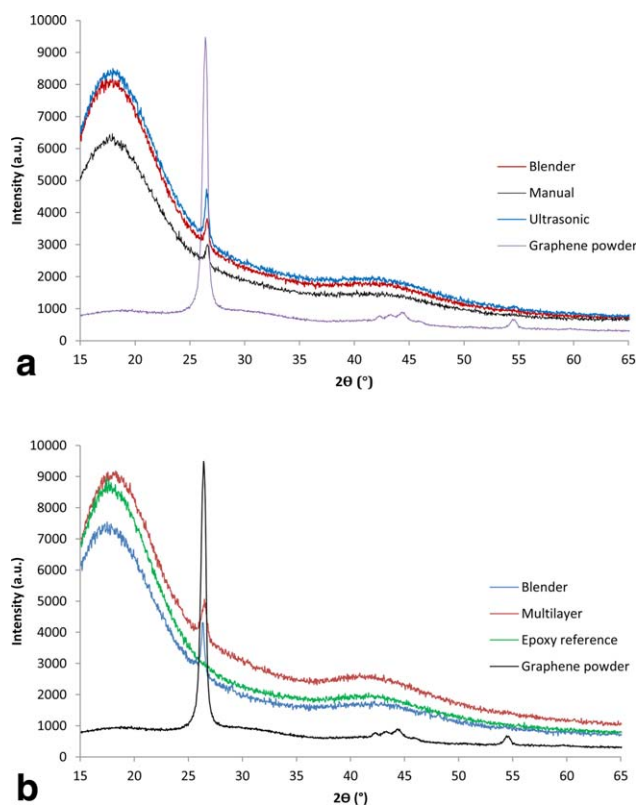 10000
9000
8000
7000
6000
5000
4000
3000
2000
1000
0
Intensity (a.u.)
Blender
Manual
Ultrasonic
Graphene powder
15 20 25 30 35 40 45 50 55 60 65
2Θ (°)
a
10000
9000
8000
7000
6000
5000
4000
3000
2000
1000
0
Intensity (a.u.)
Blender
Multilayer
Epoxy reference
Graphene powder
15 20 25 30 35 40 45 50 55 60 65
2Θ (°)
b